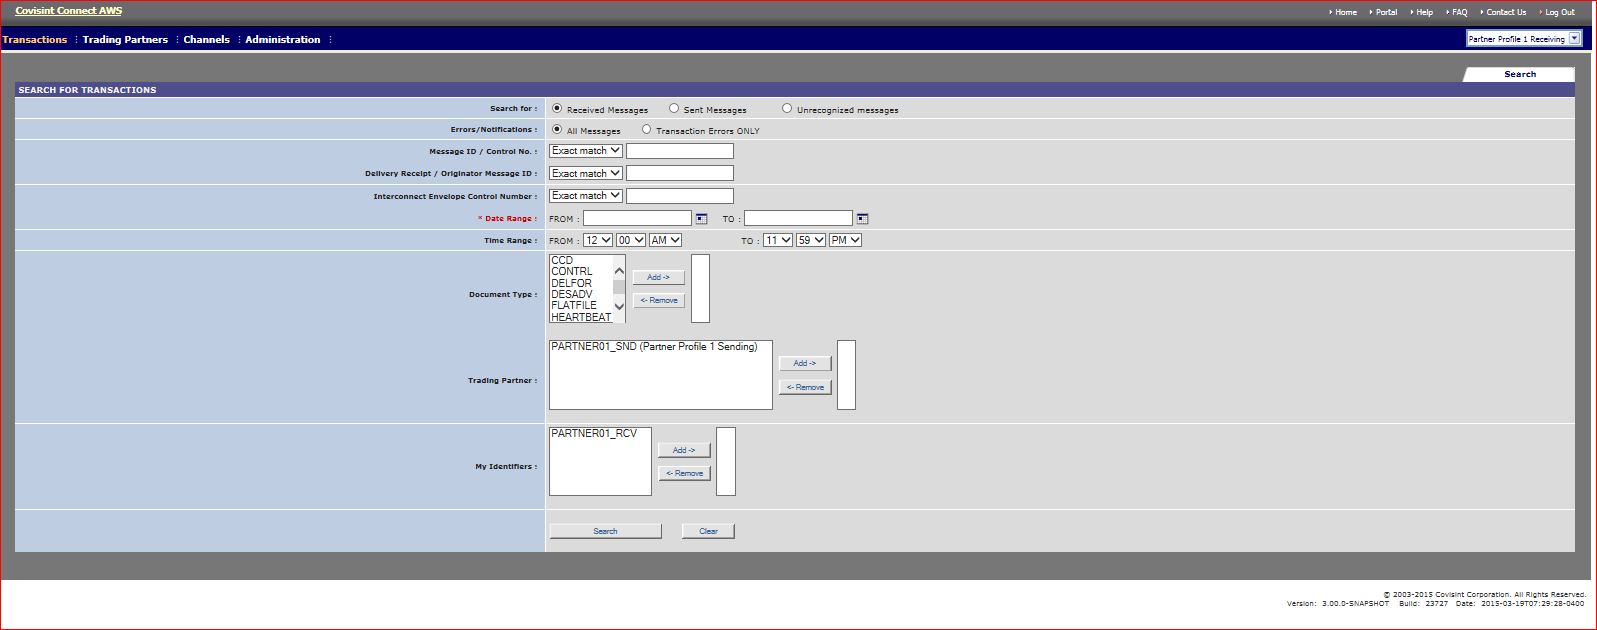 Covisint Connect AWS
Home Portal Help FAQ Contact Us Log Out
Transactions : Trading Partners : Channels : Administration :
Partner Profile 1 Receiving
Search
SEARCH FOR TRANSACTIONS
Search for : Received Messages Sent Messages Unrecognized messages
Errors/Notifications : All Messages Transaction Errors ONLY
Message ID / Control No. : Exact match
Delivery Receipt / Originator Message ID : Exact match
Interconnect Envelope Control Number : Exact match
* Date Range : FROM : TO :
Time Range : FROM : 12 00 AM TO : 11 59 PM
Document Type :
CCD
CONTRL
DELFOR
DESADV
FLATFILE
HEARTBEAT
Add ->
<- Remove
Trading Partner :
PARTNER01_SND (Partner Profile 1 Sending)
Add ->
<- Remove
My Identifiers :
PARTNER01_RCV
Add ->
<- Remove
Search Clear
© 2003-2015 Covisint Corporation. All Rights Reserved.
Version: 3.00.0-SNAPSHOT Build: 23727 Date: 2015-03-19T07:29:28-0400